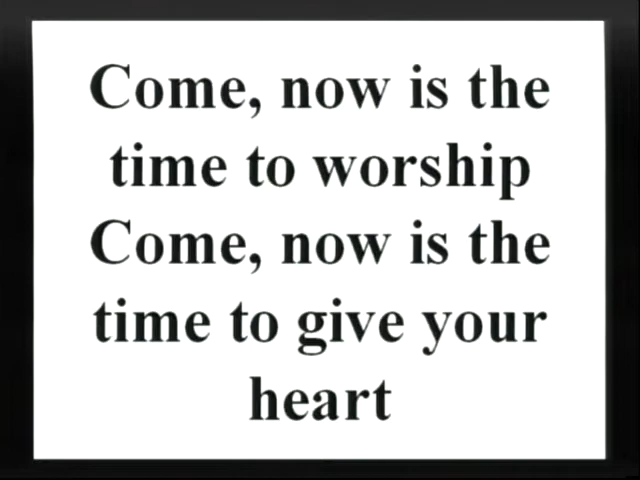 Come, now is the
time to worship
Come, now is the
time to give your
heart